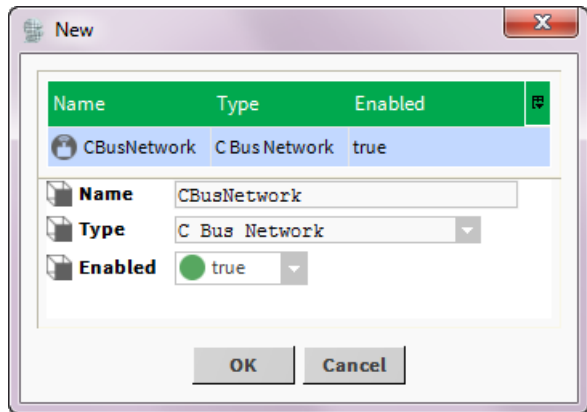 New
Name Type Enabled
CBusNetwork C Bus Network true
Name CBusNetwork
Type C Bus Network
Enabled true
OK Cancel